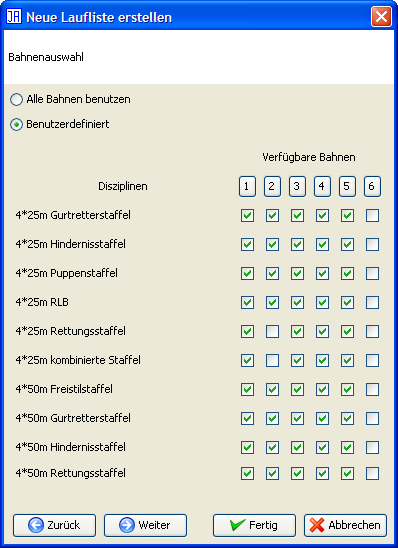 JA Neue Laufliste erstellen
Bahnenauswahl
Alle Bahnen benutzen
Benutzerdefiniert
Verfügbare Bahnen
Disziplinen 1 2 3 4 5 6
4*25m Gurtretterstaffel
4*25m Hindernisstaffel
4*25m Puppenstaffel
4*25m RLB
4*25m Rettungsstaffel
4*25m kombinierte Staffel
4*50m Freistilstaffel
4*50m Gurtretterstaffel
4*50m Hindernisstaffel
4*50m Rettungsstaffel
Zurück Weiter Fertig Abbrechen